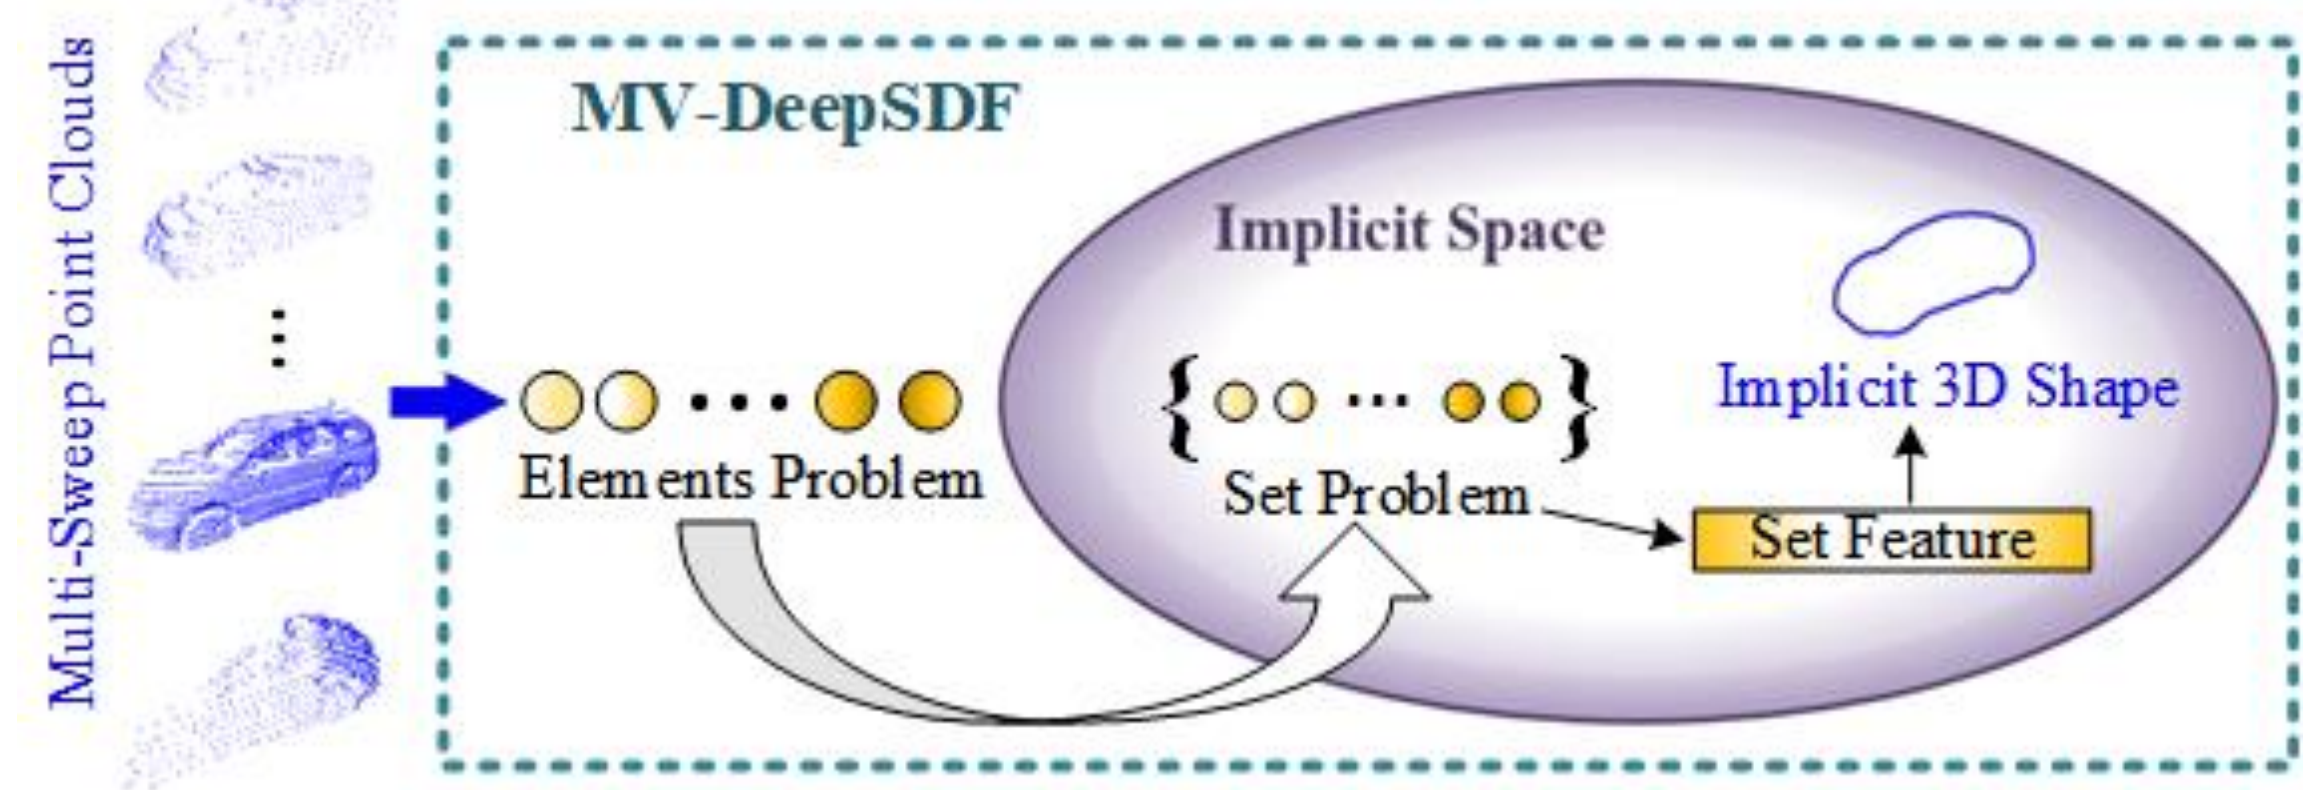 Multi-Sweep Point Clouds
MV-DeepSDF
Implicit Space
{ ... }
Implicit 3D Shape
Elements Problem
Set Problem
Set Feature